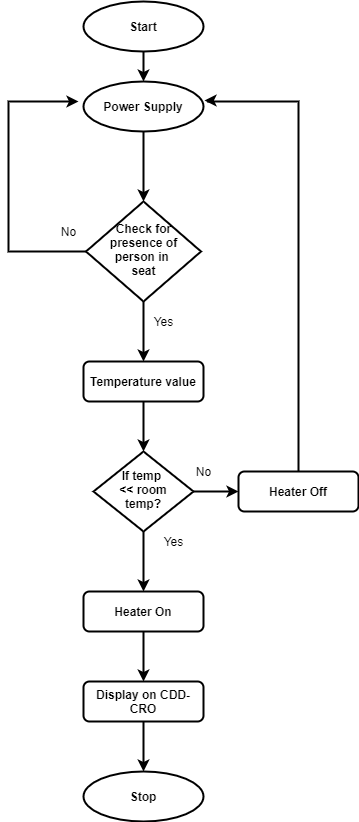 Start
Power Supply
No
Check for
presence of
person in
seat
Yes
Temperature value
If temp
<< room
temp?
No
Heater Off
Yes
Heater On
Display on CDD-
CRO
Stop